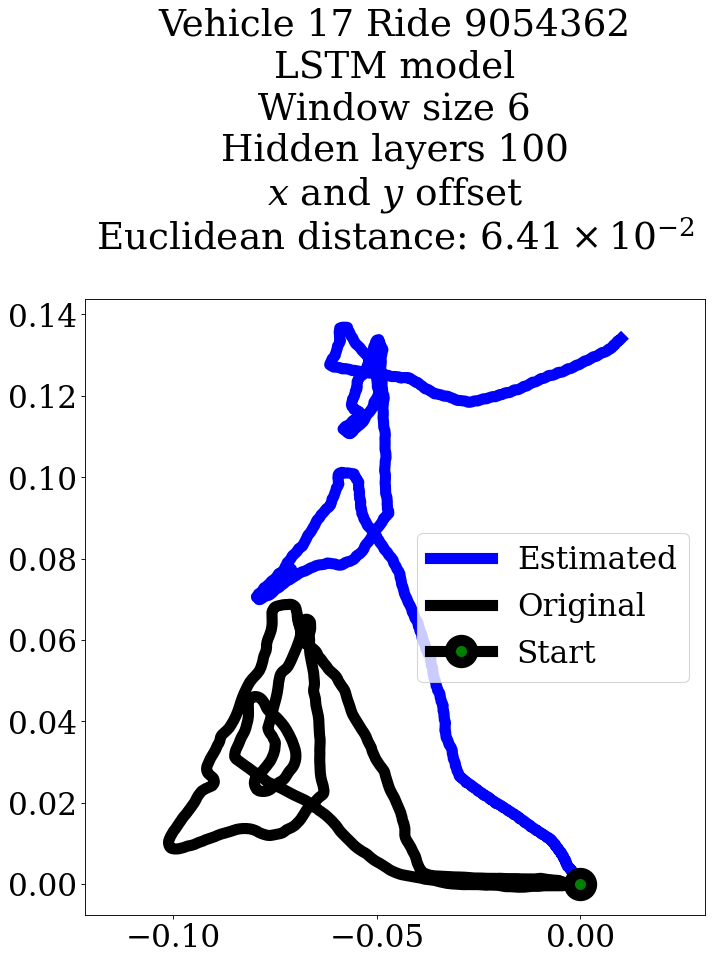 Vehicle 17 Ride 9054362
LSTM model
Window size 6
Hidden layers 100
x and y offset
Euclidean distance: 6.41 × 10⁻²
0.14
0.12
0.10
0.08
0.06
0.04
0.02
0.00
Estimated
Original
Start
−0.10
−0.05
0.00